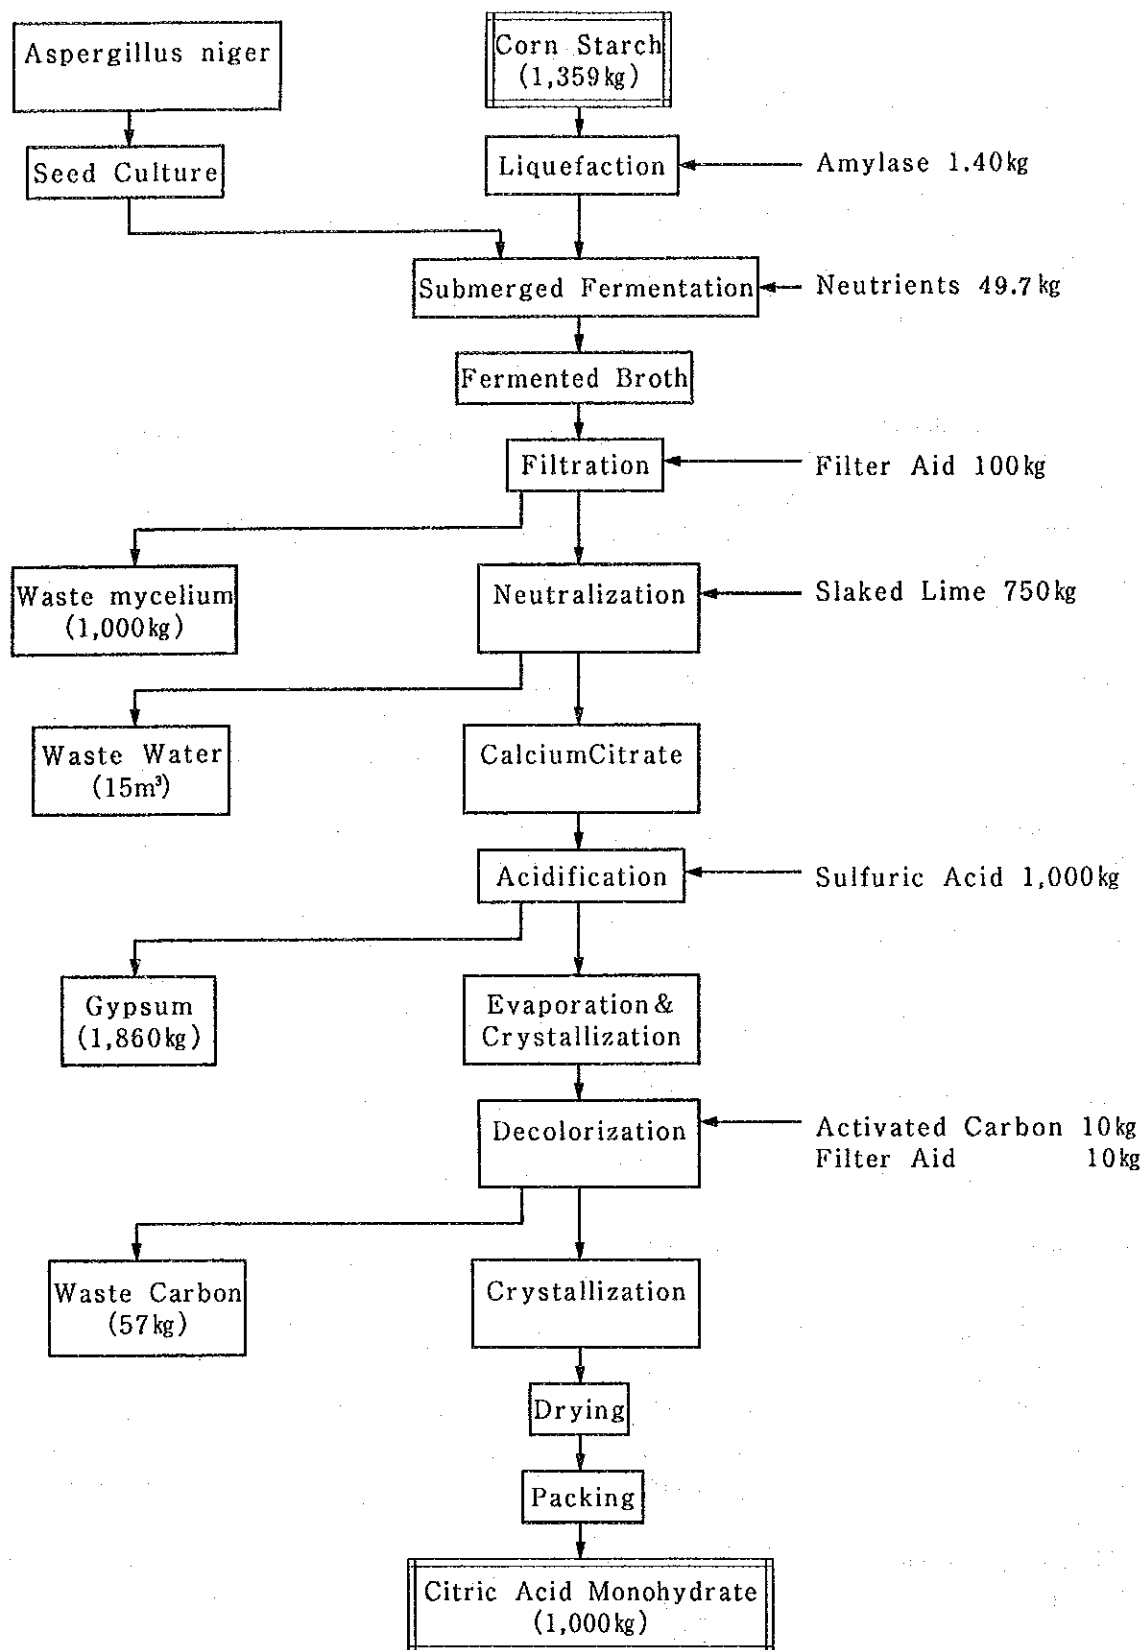 Aspergillus niger
Corn Starch
(1,359kg)
Seed Culture
Liquefaction
Amylase 1.40kg
Submerged Fermentation
Neutrients 49.7kg
Fermented Broth
Filtration
Filter Aid 100kg
Waste mycelium
(1,000kg)
Neutralization
Slaked Lime 750kg
Waste Water
(15m³)
CalciumCitrate
Acidification
Sulfuric Acid 1,000kg
Gypsum
(1,860kg)
Evaporation&
Crystallization
Decolorization
Activated Carbon 10kg
Filter Aid 10kg
Waste Carbon
(57kg)
Crystallization
Drying
Packing
Citric Acid Monohydrate
(1,000kg)